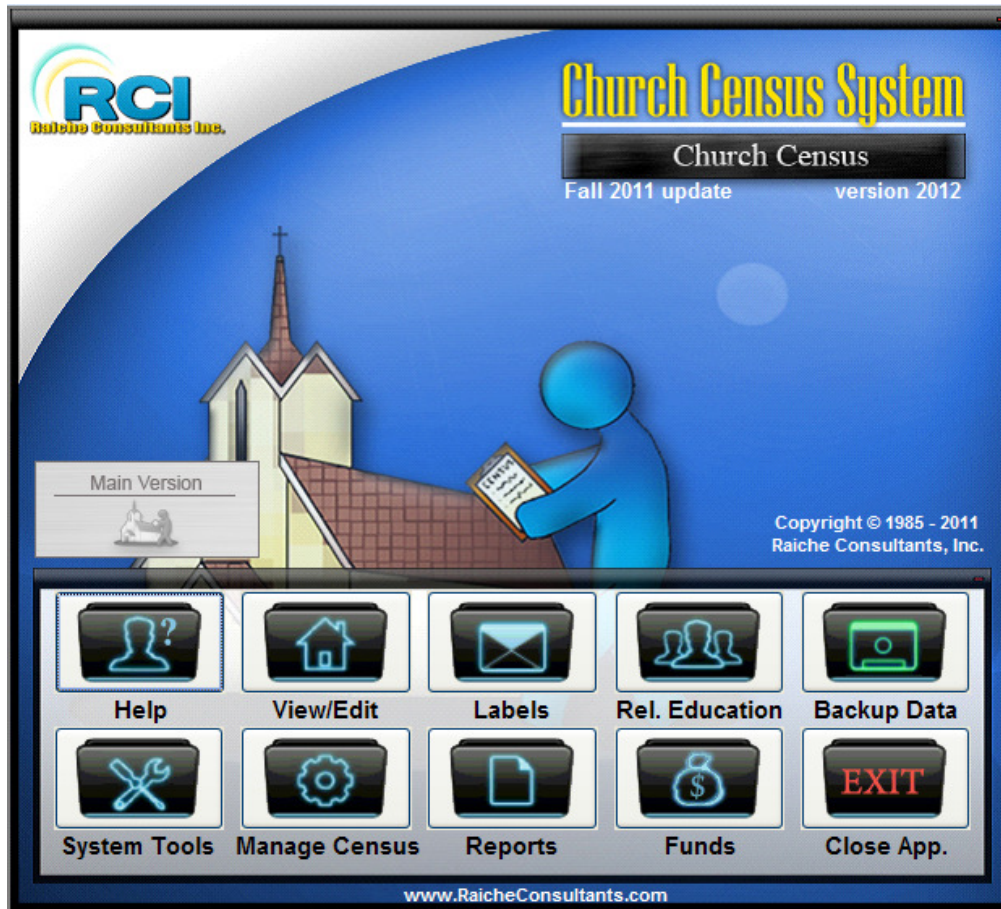 RCI
Raiche Consultants Inc.
Church Census System
Church Census
Fall 2011 update version 2012
CENSUS
Main Version
Copyright © 1985 - 2011
Raiche Consultants, Inc.
?
Help View/Edit Labels Rel. Education Backup Data
$
EXIT
System Tools Manage Census Reports Funds Close App.
www.RaicheConsultants.com